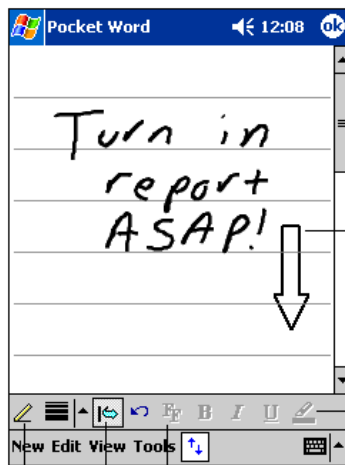 Pocket Word 12:08 ok
Turn in
report
ASAP!
B I U
New Edit View Tools